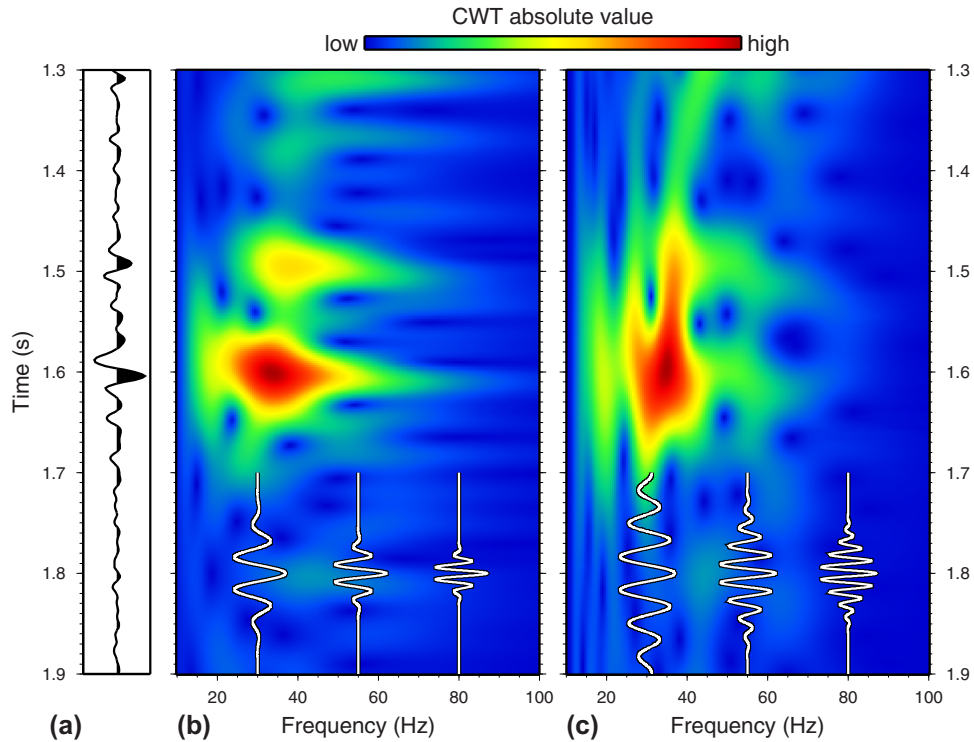 CWT absolute value
low high
1.3 1.3
1.4 1.4
1.5 1.5
1.6 1.6
1.7 1.7
1.8 1.8
1.9 1.9
Time (s)
20 40 60 80 100 20 40 60 80 100
(a) (b) Frequency (Hz) (c) Frequency (Hz)